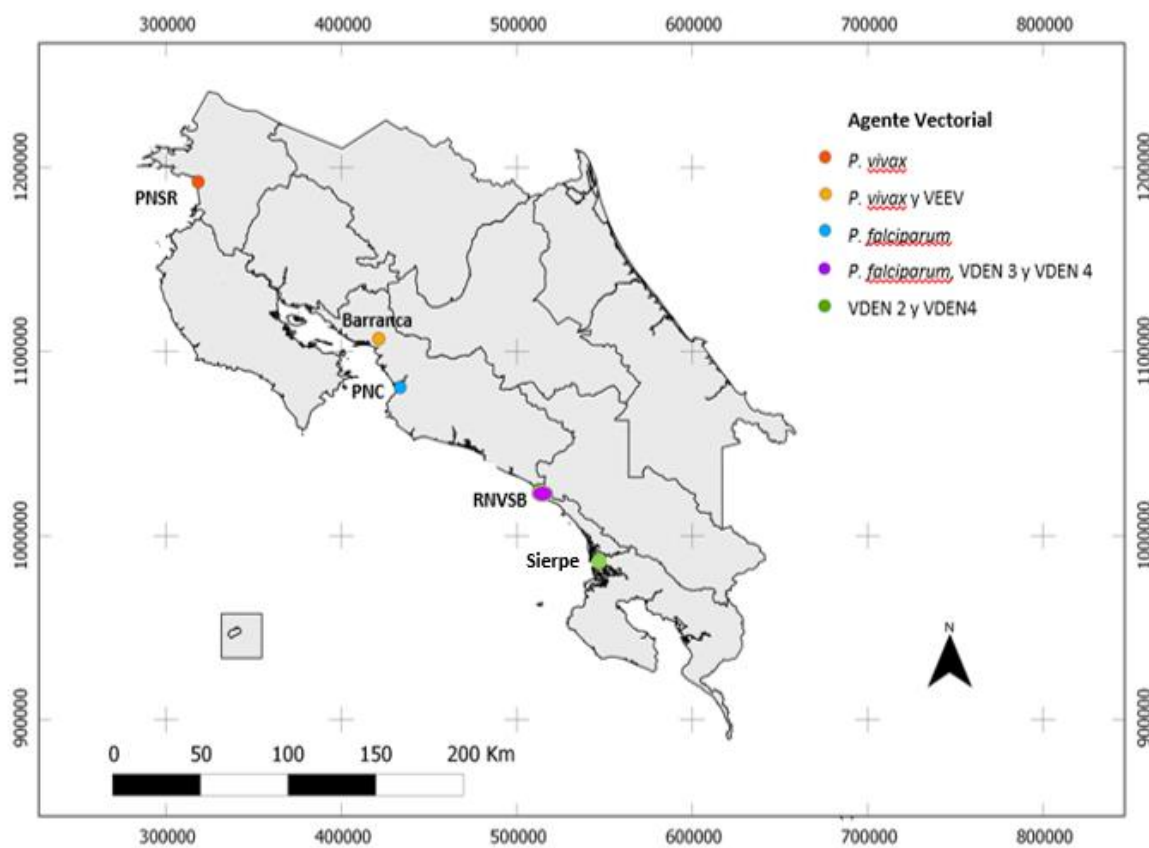 300000 400000 500000 600000 700000 800000
Agente Vectorial
P. vivax
P. vivax y VEEV
P. falciparum
P. falciparum, VDEN 3 y VDEN 4
VDEN 2 y VDEN4
1200000
1200000
PNSR
Barranca
1100000
1100000
PNC
RNVSB
Sierpe
1000000
1000000
N
900000
900000
0 50 100 150 200 Km
300000 400000 500000 600000 700000 800000